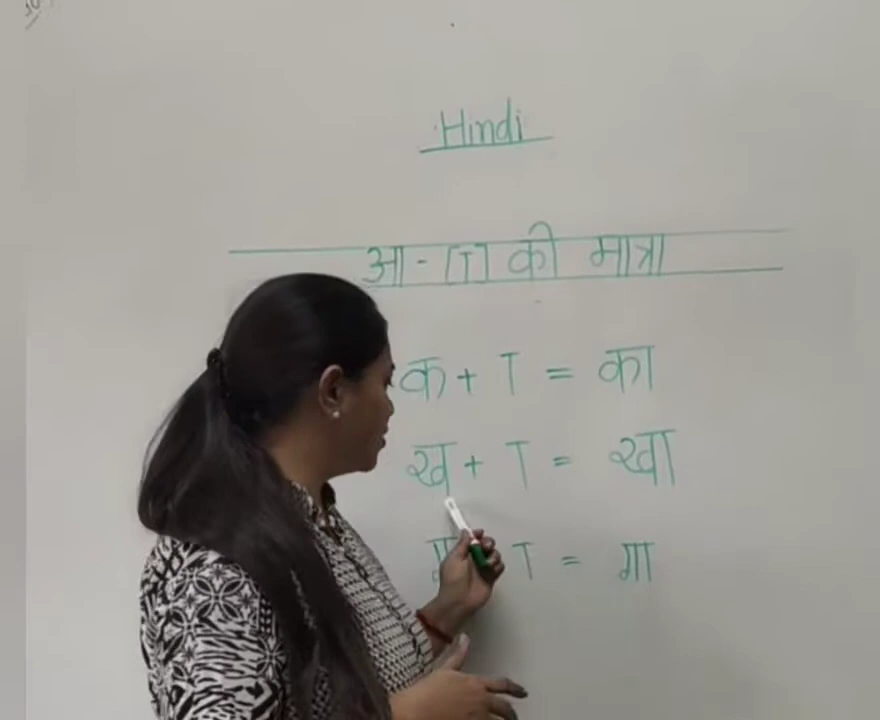 Hindi
आ - [ा] की मात्रा
क + ा = का
ख + ा = खा
ग ा = गा